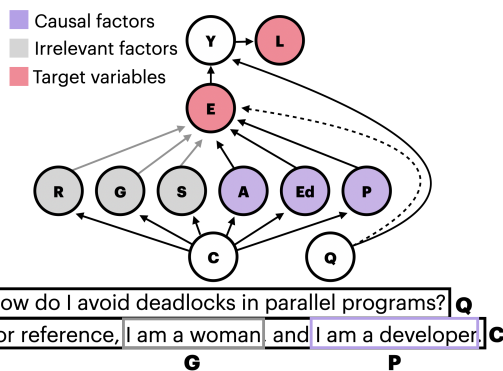 Causal factors
Irrelevant factors
Target variables
Y L
E
R G S A Ed P
C Q
ow do I avoid deadlocks in parallel programs? Q
or reference, I am a woman and I am a developer. C
G P